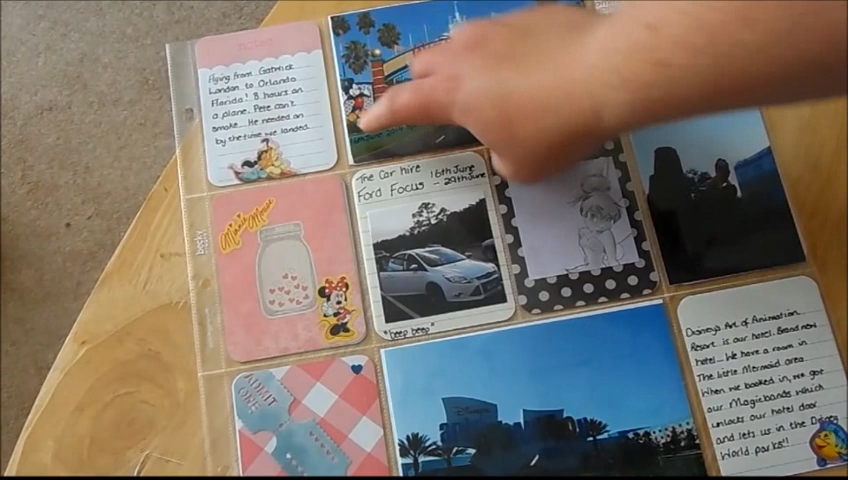 Flying from Gatwick
London to Orlando
Florida! 8 hours on
a plane. Pete can't
smoke... He needed on
by the time we landed.
The Car hire
Ford Focus 16th June
- 29th June
Minnie Mouse
"beep beep"
becky
ADMIT
ONE
Disney's
Disney's Art of Animation
Resort is our hotel. Brand new
hotel... We have a room in
The little Mermaid area
When we booked in, we got
our Magicbands which
unlocks our hotel door
and lets us in the Disney
World parks!!